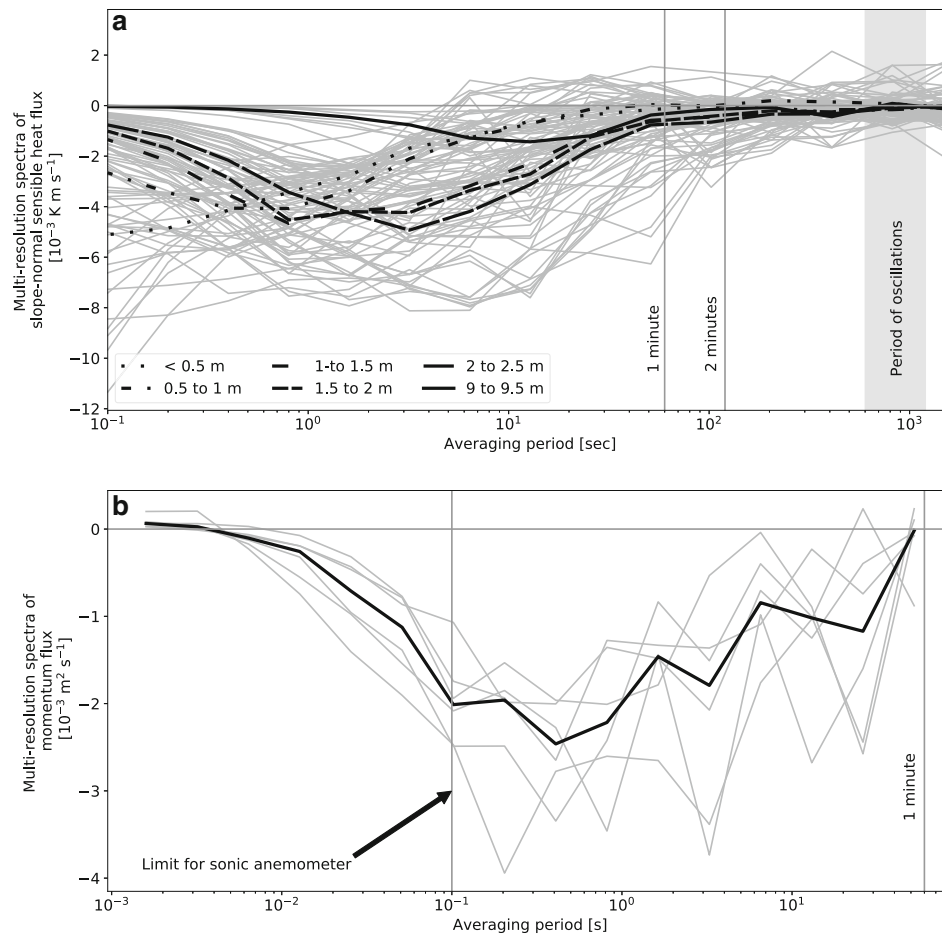 a
Multi-resolution spectra of
slope-normal sensible heat flux
[10⁻³ K m s⁻¹]
2
0
−2
−4
−6
−8
−10
−12
1 minute
2 minutes
Period of oscillations
< 0.5 m
0.5 to 1 m
1-to 1.5 m
1.5 to 2 m
2 to 2.5 m
9 to 9.5 m
10⁻¹ 10⁰ 10¹ 10² 10³
Averaging period [sec]
b
Multi-resolution spectra of
momentum flux
[10⁻³ m² s⁻¹]
0
−1
−2
−3
−4
Limit for sonic anemometer
1 minute
10⁻³ 10⁻² 10⁻¹ 10⁰ 10¹
Averaging period [s]